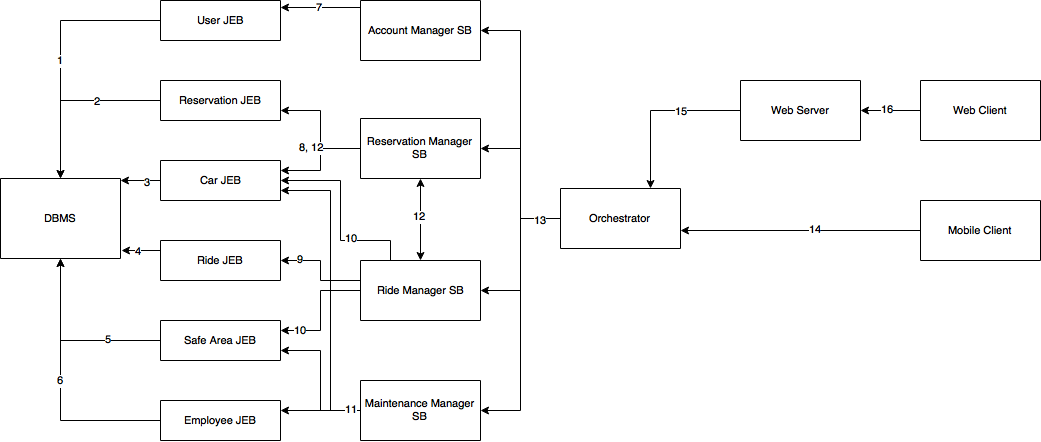 User JEB
7
Account Manager SB
1
2
Reservation JEB
Web Server
16
Web Client
15
8, 12
Reservation Manager
SB
3
Car JEB
DBMS
12
13
Orchestrator
14
Mobile Client
10
4
Ride JEB
9
Ride Manager SB
10
5
Safe Area JEB
6
11
Maintenance Manager
SB
Employee JEB